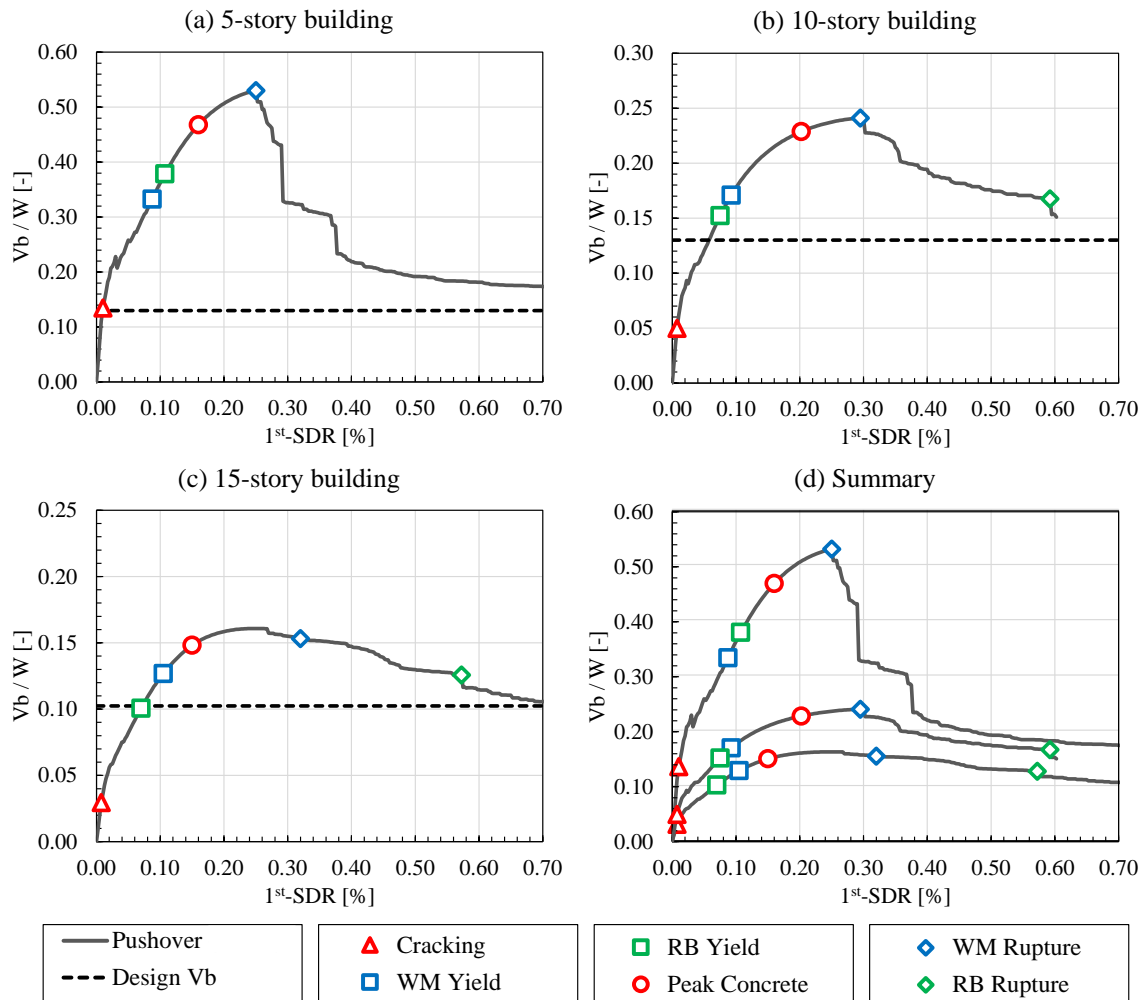 (a) 5-story building
0.60
0.50
0.40
0.30
0.20
0.10
0.00
Vb / W [-]
0.00 0.10 0.20 0.30 0.40 0.50 0.60 0.70
1st-SDR [%]
(b) 10-story building
0.30
0.25
0.20
0.15
0.10
0.05
0.00
Vb / W [-]
0.00 0.10 0.20 0.30 0.40 0.50 0.60 0.70
1st-SDR [%]
(c) 15-story building
0.25
0.20
0.15
0.10
0.05
0.00
Vb / W [-]
0.00 0.10 0.20 0.30 0.40 0.50 0.60 0.70
1st-SDR [%]
(d) Summary
0.60
0.50
0.40
0.30
0.20
0.10
0.00
Vb / W [-]
0.00 0.10 0.20 0.30 0.40 0.50 0.60 0.70
1st-SDR [%]
Pushover
Design Vb
Cracking
WM Yield
RB Yield
Peak Concrete
WM Rupture
RB Rupture